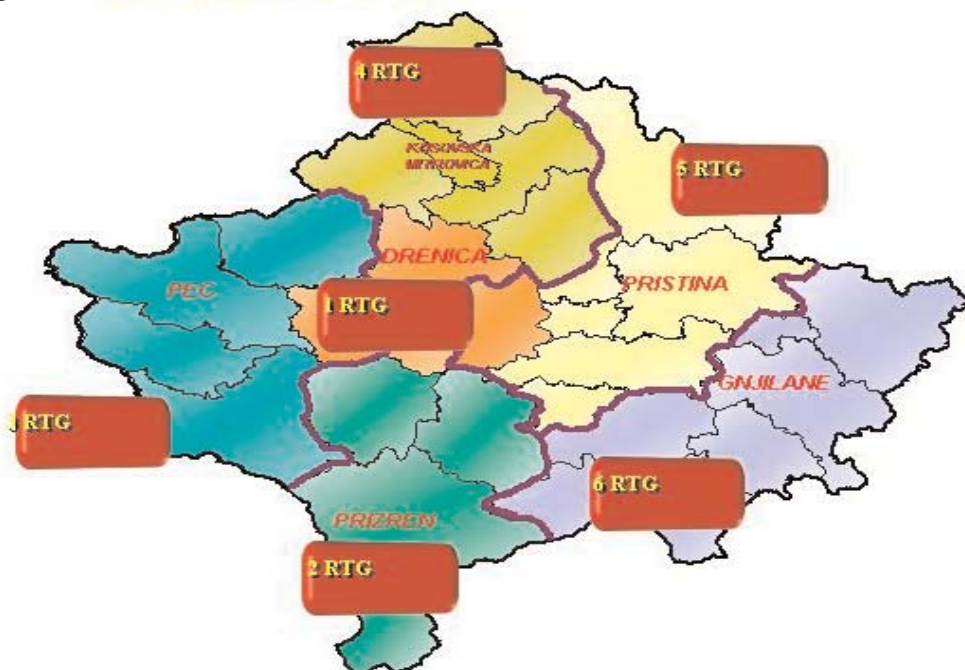 4 RTG
KOSOVSKA
MITROVICA
5 RTG
DRENICA
PRISTINA
PEC
1 RTG
GNJILANE
RTG
6 RTG
PRIZREN
2 RTG